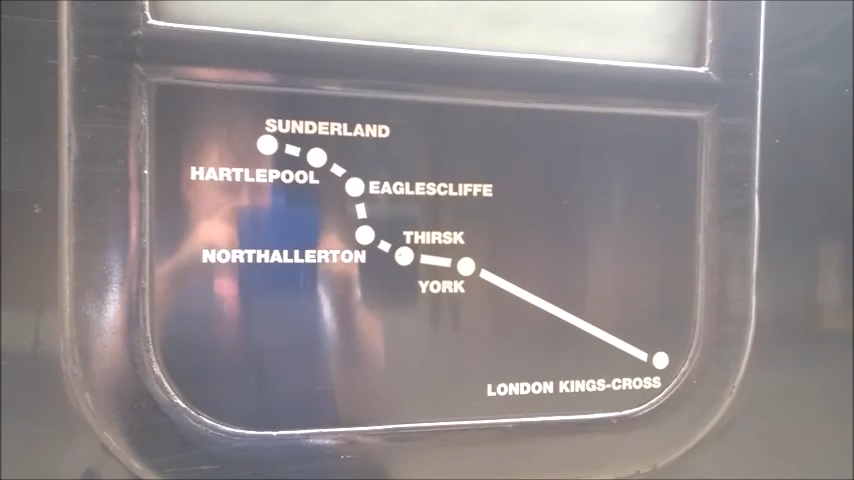 SUNDERLAND
HARTLEPOOL
EAGLESCLIFFE
NORTHALLERTON
THIRSK
YORK
LONDON KINGS-CROSS